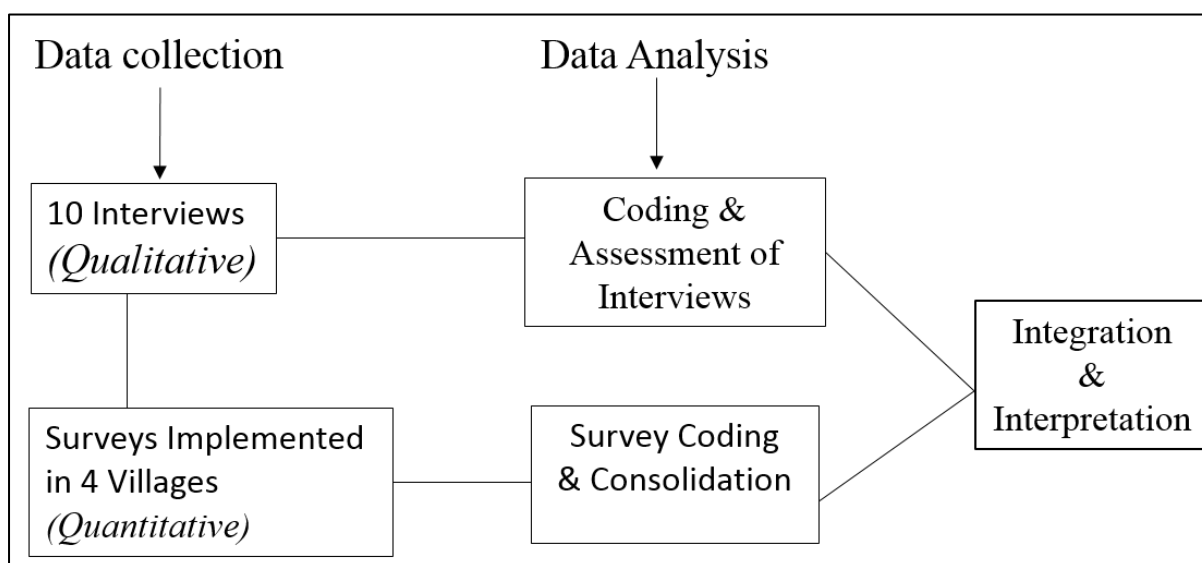 Data collection
Data Analysis
10 Interviews
(Qualitative)
Coding &
Assessment of
Interviews
Integration
&
Interpretation
Surveys Implemented
in 4 Villages
(Quantitative)
Survey Coding
& Consolidation